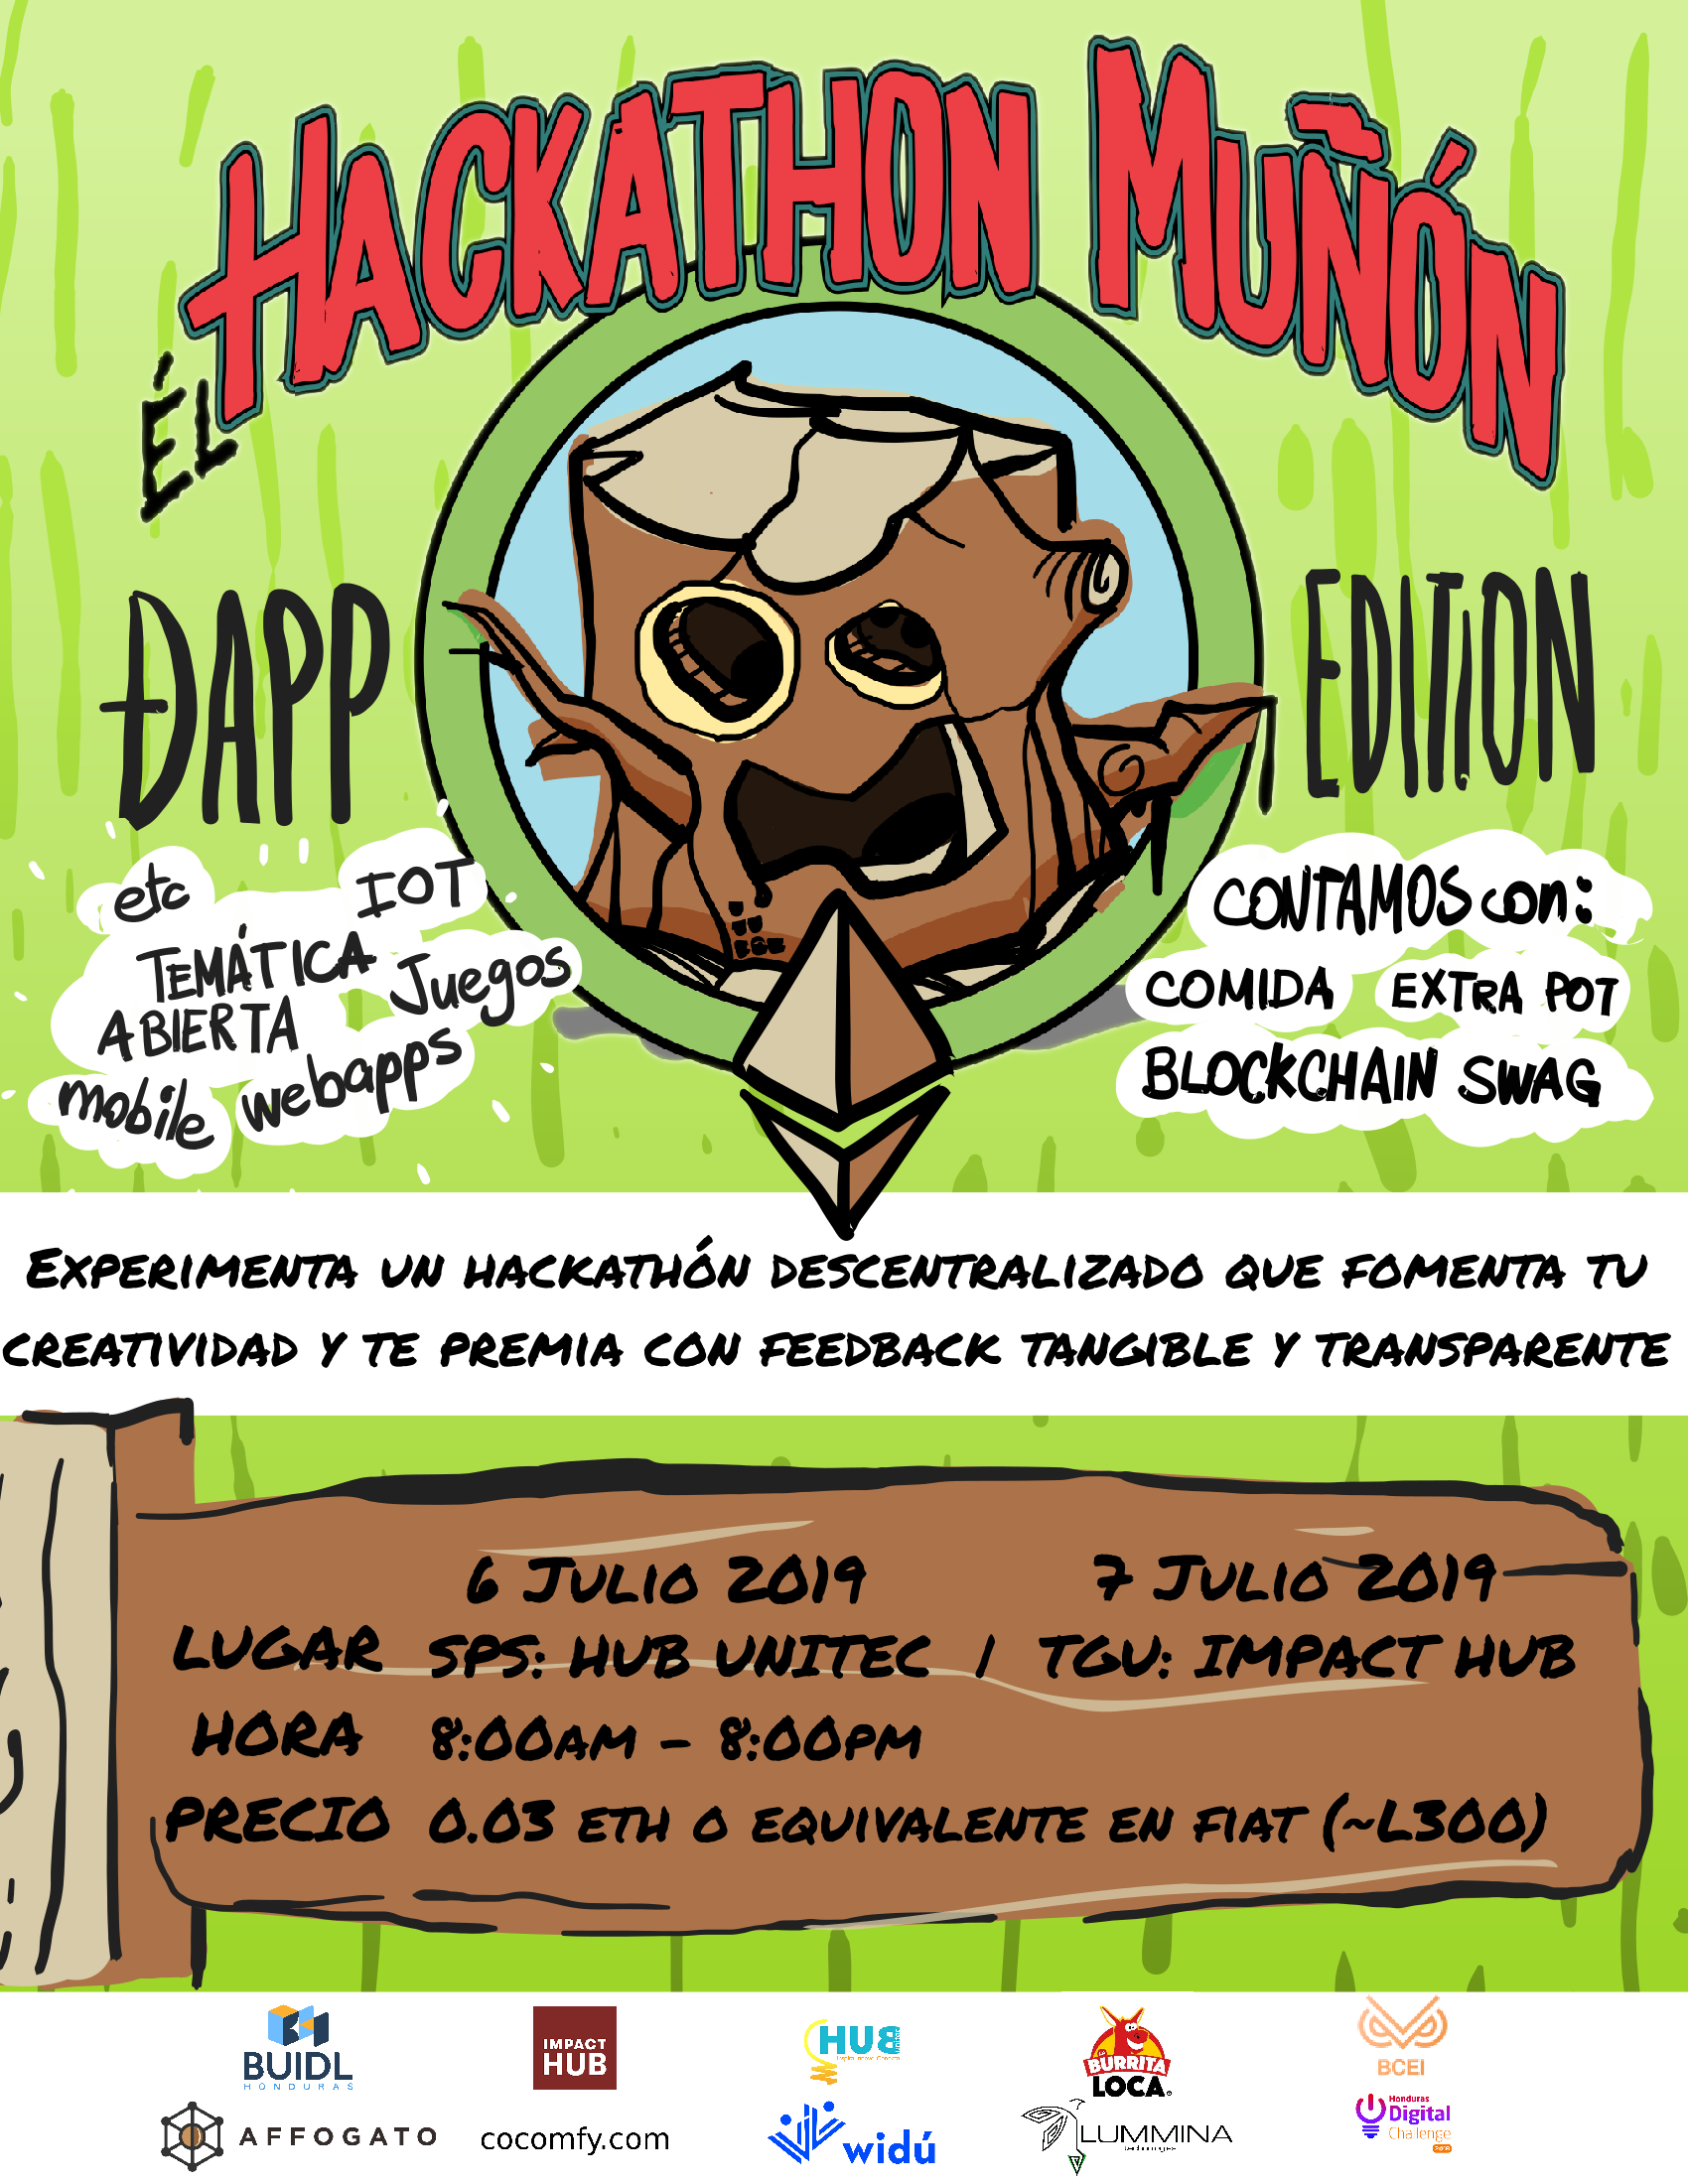 ÉL
HACKATHON MUÑÓN
ĐAPP
EDITiON
etc
IOT
TEMÁTICA
ABIERTA
Juegos
mobile
webapps
CONTAMOS con:
COMIDA EXTRA POT
BLOCKCHAIN SWAG
EXPERIMENTA UN HACKATHÓN DESCENTRALIZADO QUE FOMENTA TU
CREATIVIDAD Y TE PREMIA CON FEEDBACK TANGIBLE Y TRANSPARENTE
6 JULIO 2019 7 JULIO 2019
LUGAR SPS: HUB UNITEC / TGU: IMPACT HUB
HORA 8:00AM - 8:00PM
PRECIO 0.03 ETH O EQUIVALENTE EN FIAT (~L300)
BUIDL
HONDURAS
IMPACT
HUB
HUB
LA
BURRITA
LOCA
BCEI
AFFOGATO
cocomfy.com
widú
LUMMINA
Honduras
Digital
Challenge